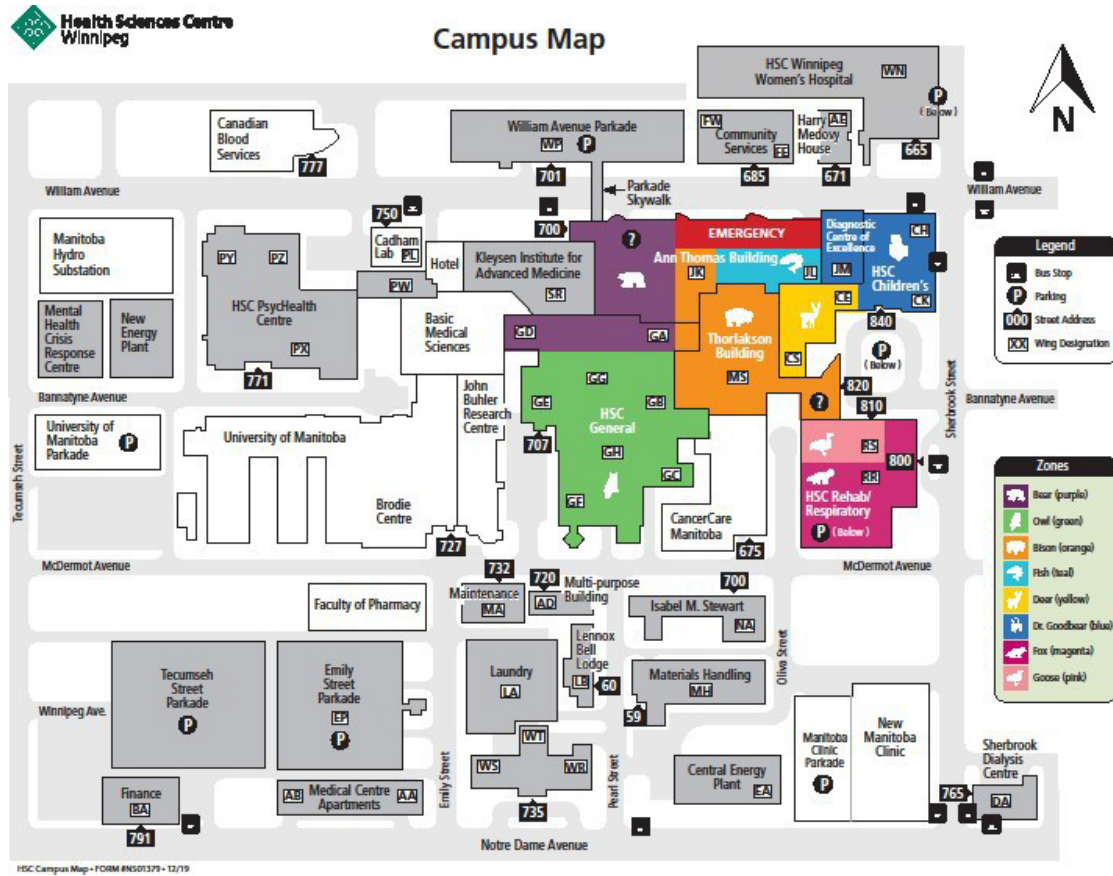 Health Sciences Centre
Winnipeg
Campus Map
HSC Winnipeg
Women's Hospital
WN
P
(Below)
N
Canadian
Blood
Services
777
William Avenue Parkade
WP
P
701
FW
Community
Services
EE
685
Harry
Medovy
House
AE
671
665
Parkade
Skywalk
William Avenue
William Avenue
750
700
Manitoba
Hydro
Substation
PY
PZ
HSC PsycHealth
Centre
PX
771
Cadham
Lab
PL
PW
Hotel
Kleysen Institute for
Advanced Medicine
SR
?
EMERGENCY
Ann Thomas Building
JK
JL
Diagnostic
Centre of
Excellence
JM
CH
HSC
Children's
CK
CE
840
P
(Below)
Mental
Health
Crisis
Response
Centre
New
Energy
Plant
Basic
Medical
Sciences
GD
GA
Thorlakson
Building
MS
CS
820
?
810
Legend
Bus Stop
P
Parking
000
Street Address
XX
Wing Designation
Bannatyne Avenue
Bannatyne Avenue
Sherbrook Street
University of
Manitoba
Parkade
P
University of Manitoba
John
Buhler
Research
Centre
GG
GE
GB
HSC
General
707
GH
GC
GF
RS
800
RR
HSC Rehab/
Respiratory
P
(Below)
Tecumseh Street
Brodie
Centre
727
CancerCare
Manitoba
675
Zones
Bear (purple)
Owl (green)
Bison (orange)
Fish (teal)
Deer (yellow)
Dr. Goodbear (blue)
Fox (magenta)
Goose (pink)
McDermot Avenue
McDermot Avenue
732
Maintenance
MA
720
AD
Multi-purpose
Building
700
Isabel M. Stewart
NA
Faculty of Pharmacy
Olivia Street
Tecumseh
Street
Parkade
P
Emily
Street
Parkade
EP
P
Laundry
LA
Lennox
Bell
Lodge
LB
60
Materials Handling
MH
59
Winnipeg Ave.
WT
WS
WR
735
Manitoba
Clinic
Parkade
P
New
Manitoba
Clinic
Sherbrook
Dialysis
Centre
765
DA
Central Energy
Plant
EA
Finance
BA
791
AB
Medical Centre
Apartments
AA
Emily Street
Pearl Street
Notre Dame Avenue
HSC Campus Map • FORM #NS01379 • 12/19